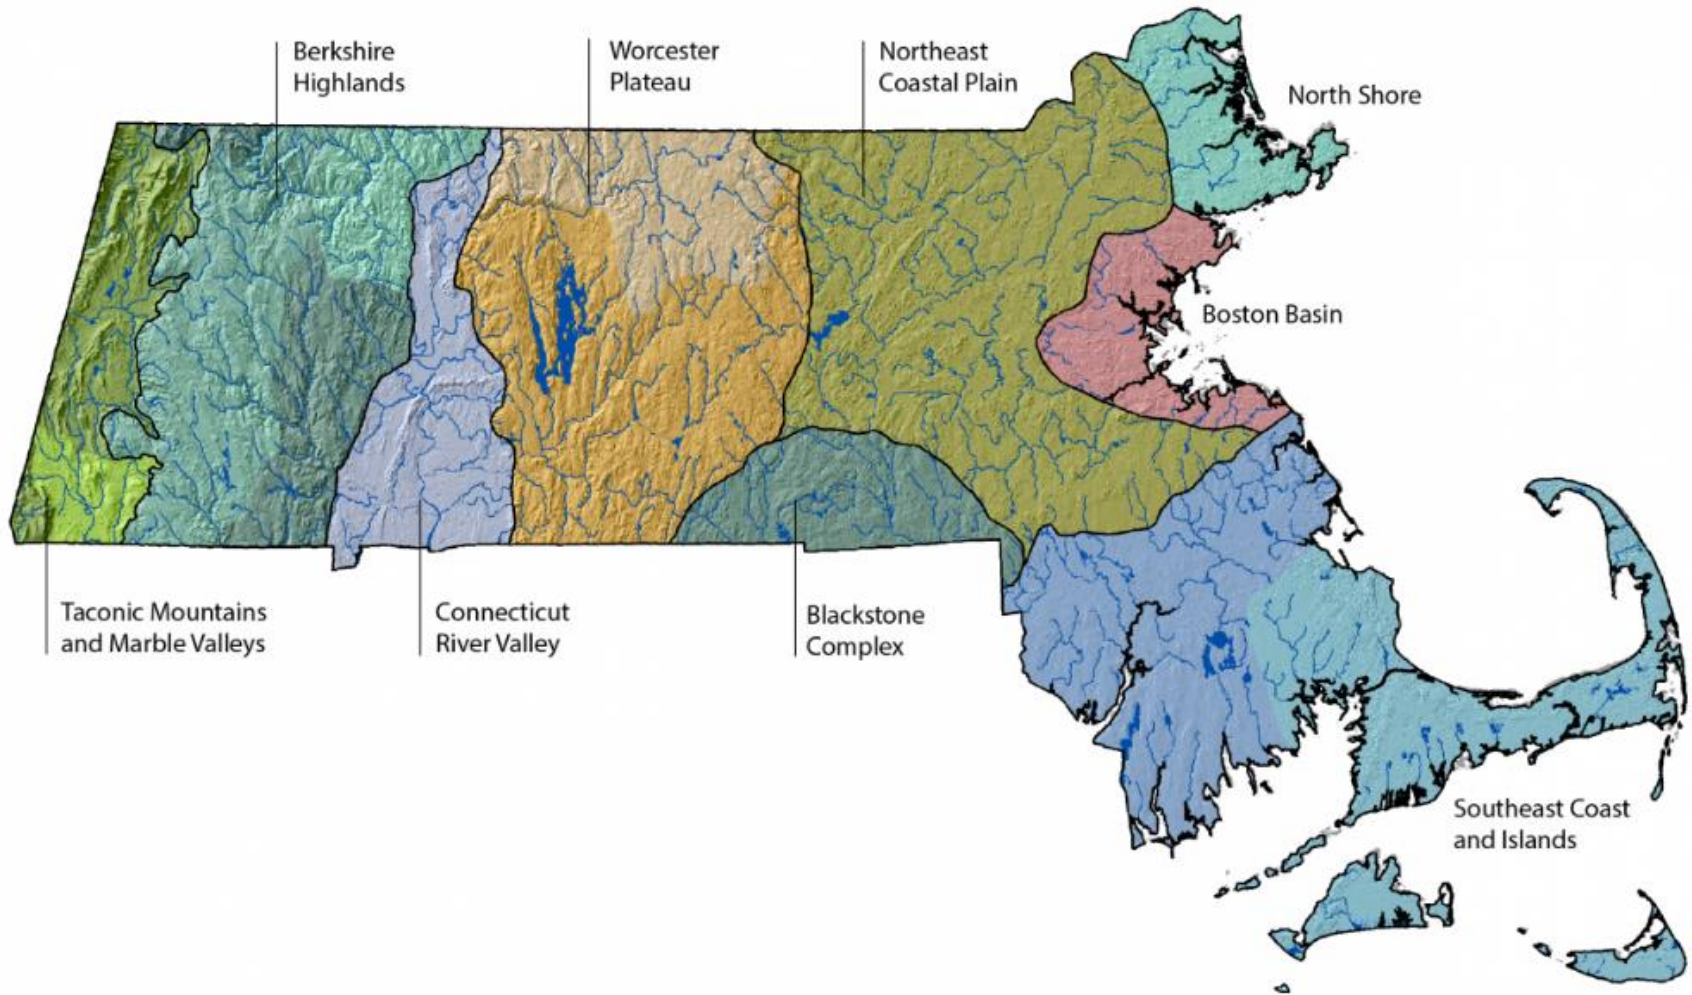 Berkshire
Highlands
Worcester
Plateau
Northeast
Coastal Plain
North Shore
Boston Basin
Taconic Mountains
and Marble Valleys
Connecticut
River Valley
Blackstone
Complex
Southeast Coast
and Islands